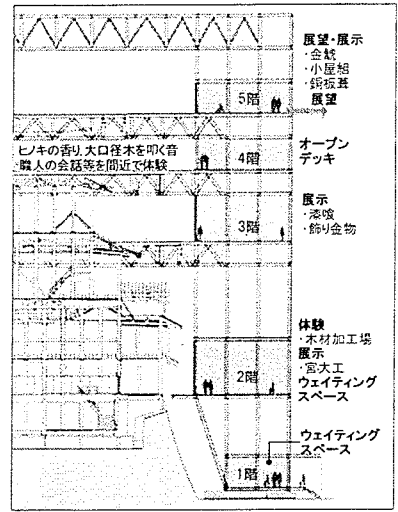 展望・展示
・金鯱
・小屋組
・銅板葺
展望
5階
ヒノキの香り、大口径木を叩く音
職人の会話等を間近で体験
4階
オープン
デッキ
展示
・漆喰
・飾り金物
3階
体験
・木材加工場
展示
・宮大工
ウェイティング
スペース
2階
ウェイティング
スペース
1階